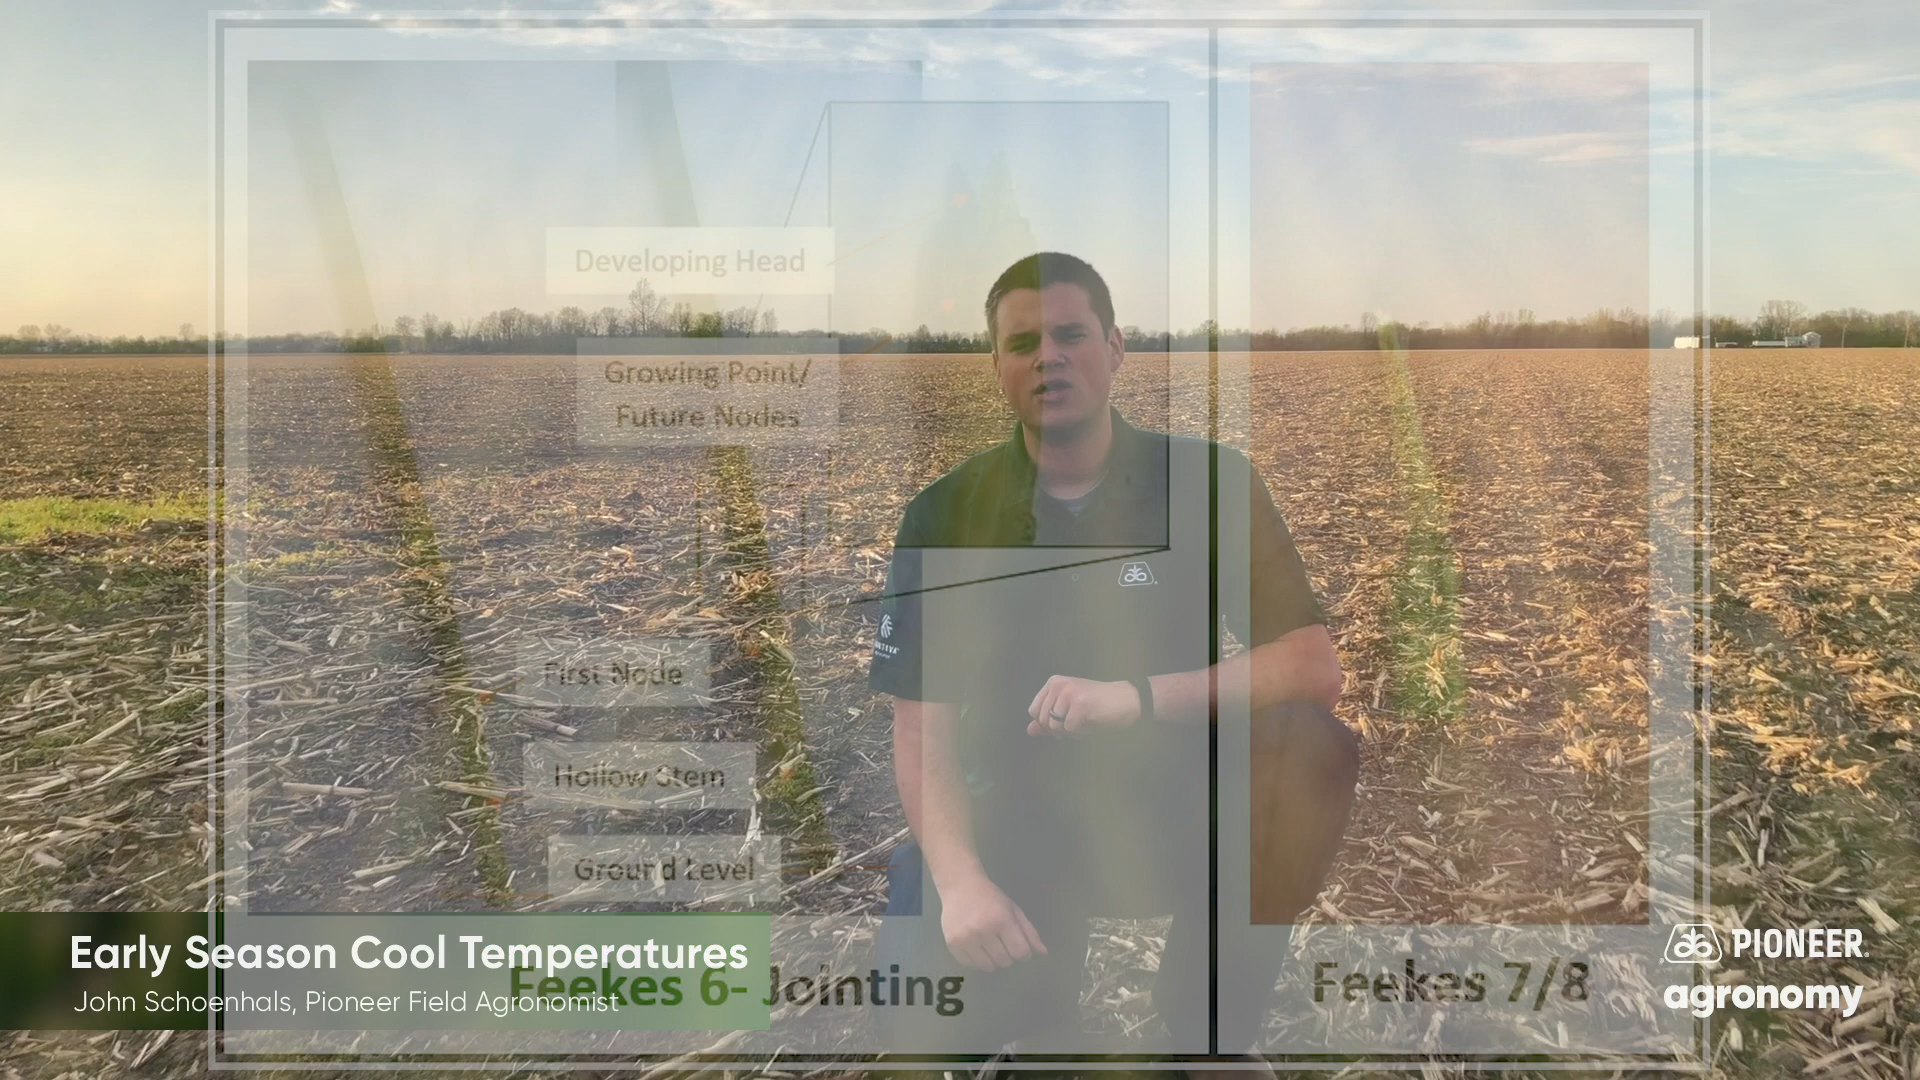 Developing Head
Growing Point/
Future Nodes
First Node
Hollow Stem
Ground Level
Feekes 6- Jointing
Feekes 7/8
Early Season Cool Temperatures
John Schoenhals, Pioneer Field Agronomist
PIONEER
agronomy